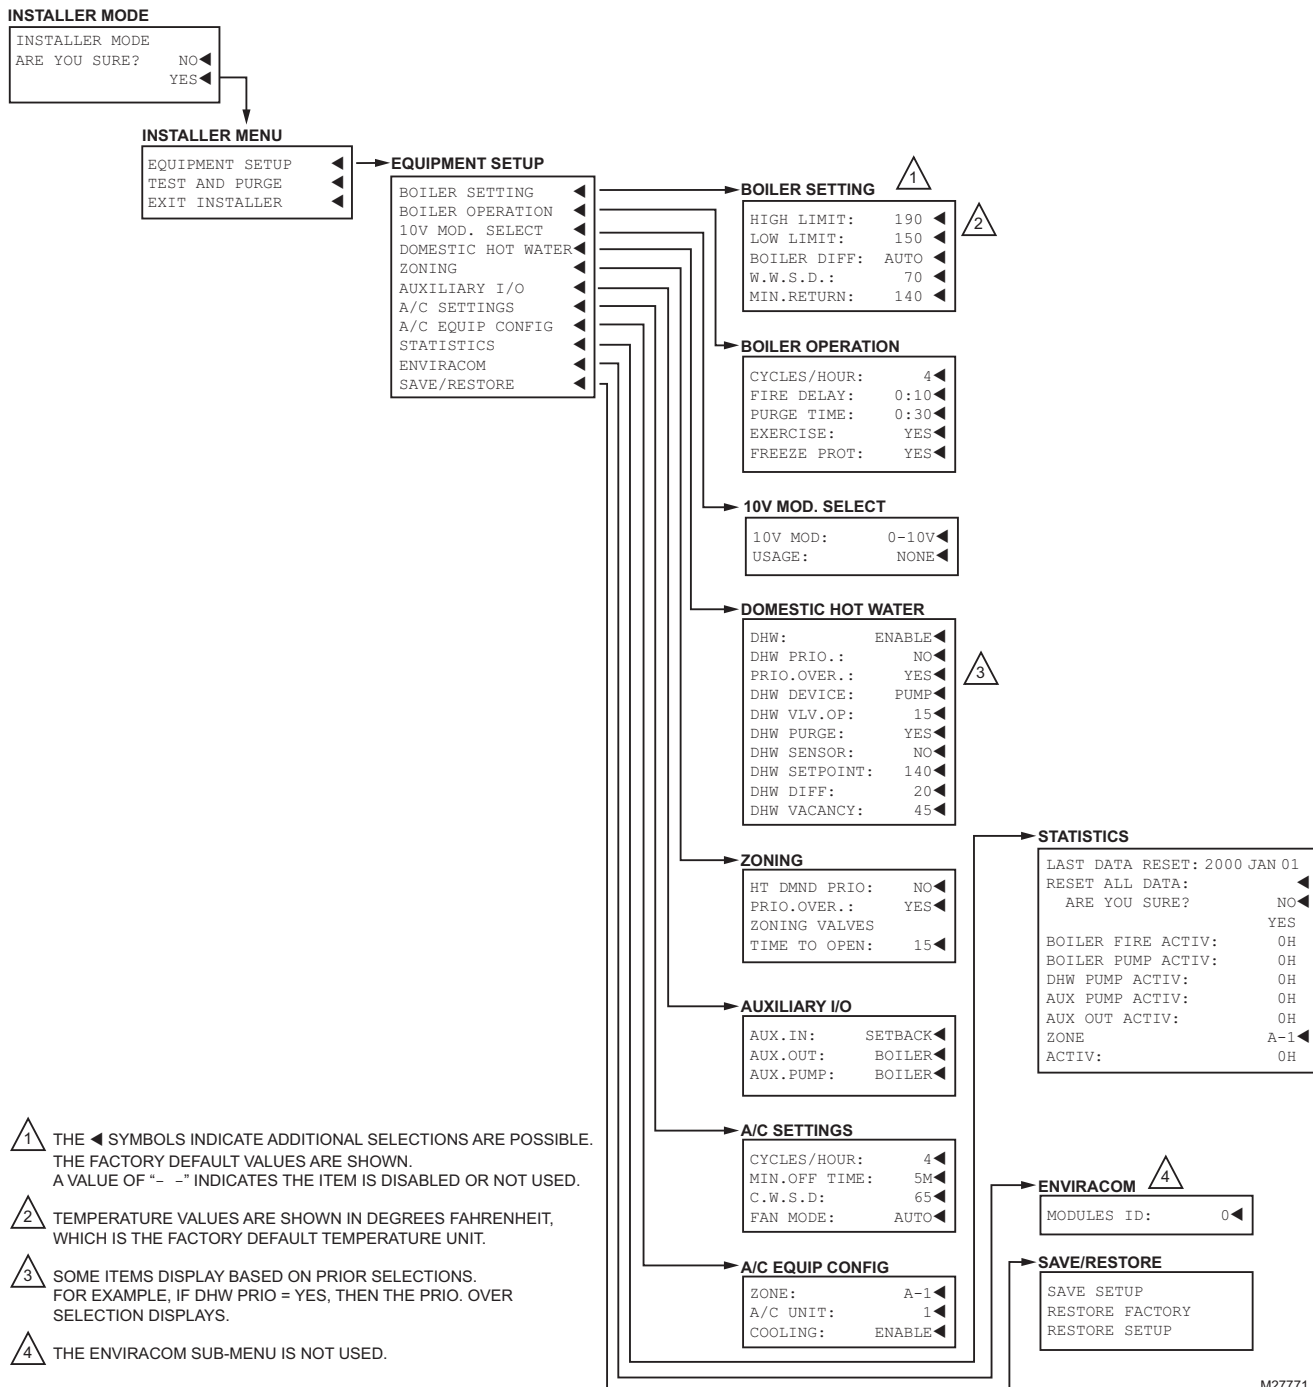 INSTALLER MODE
INSTALLER MODE
ARE YOU SURE? NO◀
YES◀
INSTALLER MENU
EQUIPMENT SETUP ◀
TEST AND PURGE ◀
EXIT INSTALLER ◀
EQUIPMENT SETUP
BOILER SETTING ◀
BOILER OPERATION ◀
10V MOD. SELECT ◀
DOMESTIC HOT WATER◀
ZONING ◀
AUXILIARY I/O ◀
A/C SETTINGS ◀
A/C EQUIP CONFIG ◀
STATISTICS ◀
ENVIRACOM ◀
SAVE/RESTORE ◀
BOILER SETTING 1
HIGH LIMIT: 190 ◀ 2
LOW LIMIT: 150 ◀
BOILER DIFF: AUTO ◀
W.W.S.D.: 70 ◀
MIN.RETURN: 140 ◀
BOILER OPERATION
CYCLES/HOUR: 4◀
FIRE DELAY: 0:10◀
PURGE TIME: 0:30◀
EXERCISE: YES◀
FREEZE PROT: YES◀
10V MOD. SELECT
10V MOD: 0-10V◀
USAGE: NONE◀
DOMESTIC HOT WATER
DHW: ENABLE◀
DHW PRIO.: NO◀
PRIO.OVER.: YES◀ 3
DHW DEVICE: PUMP◀
DHW VLV.OP: 15◀
DHW PURGE: YES◀
DHW SENSOR: NO◀
DHW SETPOINT: 140◀
DHW DIFF: 20◀
DHW VACANCY: 45◀
ZONING
HT DMND PRIO: NO◀
PRIO.OVER.: YES◀
ZONING VALVES
TIME TO OPEN: 15◀
AUXILIARY I/O
AUX.IN: SETBACK◀
AUX.OUT: BOILER◀
AUX.PUMP: BOILER◀
A/C SETTINGS
CYCLES/HOUR: 4◀
MIN.OFF TIME: 5M◀
C.W.S.D: 65◀
FAN MODE: AUTO◀
A/C EQUIP CONFIG
ZONE: A-1◀
A/C UNIT: 1◀
COOLING: ENABLE◀
STATISTICS
LAST DATA RESET: 2000 JAN 01
RESET ALL DATA: ◀
ARE YOU SURE? NO◀
YES
BOILER FIRE ACTIV: 0H
BOILER PUMP ACTIV: 0H
DHW PUMP ACTIV: 0H
AUX PUMP ACTIV: 0H
AUX OUT ACTIV: 0H
ZONE A-1◀
ACTIV: 0H
ENVIRACOM 4
MODULES ID: 0◀
SAVE/RESTORE
SAVE SETUP
RESTORE FACTORY
RESTORE SETUP
1 THE ◀ SYMBOLS INDICATE ADDITIONAL SELECTIONS ARE POSSIBLE.
THE FACTORY DEFAULT VALUES ARE SHOWN.
A VALUE OF “- -” INDICATES THE ITEM IS DISABLED OR NOT USED.
2 TEMPERATURE VALUES ARE SHOWN IN DEGREES FAHRENHEIT,
WHICH IS THE FACTORY DEFAULT TEMPERATURE UNIT.
3 SOME ITEMS DISPLAY BASED ON PRIOR SELECTIONS.
FOR EXAMPLE, IF DHW PRIO = YES, THEN THE PRIO. OVER
SELECTION DISPLAYS.
4 THE ENVIRACOM SUB-MENU IS NOT USED.
M27771